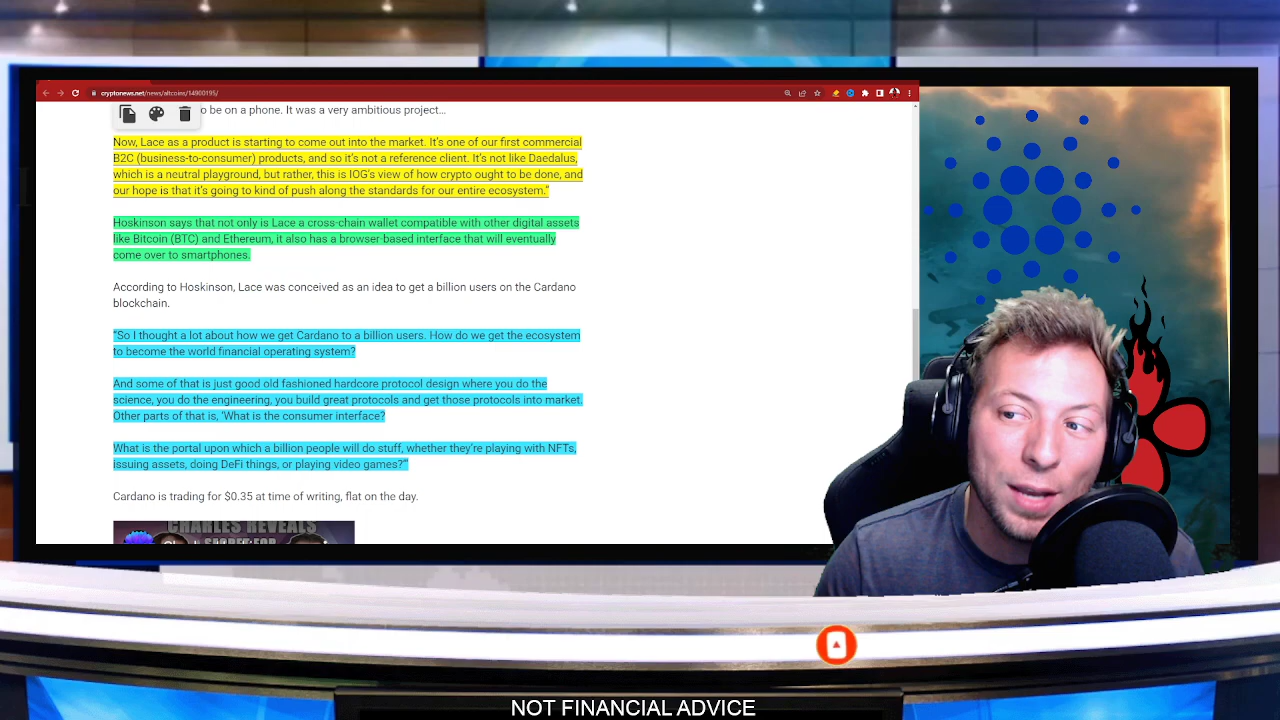 cryptonews.net/news/altcoins/14900195/
o be on a phone. It was a very ambitious project...
Now, Lace as a product is starting to come out into the market. It's one of our first commercial
B2C (business-to-consumer) products, and so it's not a reference client. It's not like Daedalus,
which is a neutral playground, but rather, this is IOG's view of how crypto ought to be done, and
our hope is that it's going to kind of push along the standards for our entire ecosystem."
Hoskinson says that not only is Lace a cross-chain wallet compatible with other digital assets
like Bitcoin (BTC) and Ethereum, it also has a browser-based interface that will eventually
come over to smartphones.
According to Hoskinson, Lace was conceived as an idea to get a billion users on the Cardano
blockchain.
"So I thought a lot about how we get Cardano to a billion users. How do we get the ecosystem
to become the world financial operating system?
And some of that is just good old fashioned hardcore protocol design where you do the
science, you do the engineering, you build great protocols and get those protocols into market.
Other parts of that is, 'What is the consumer interface?
What is the portal upon which a billion people will do stuff, whether they're playing with NFTs,
issuing assets, doing DeFi things, or playing video games?'"
Cardano is trading for $0.35 at time of writing, flat on the day.
CHARLES REVEALS
SECRET FOR
NOT FINANCIAL ADVICE